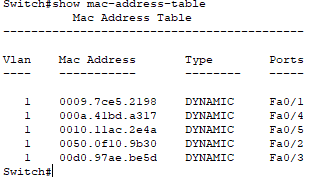 Switch#show mac-address-table
Mac Address Table
-------------------------------------------
Vlan Mac Address Type Ports
---- ----------- -------- -----
1 0009.7ce5.2198 DYNAMIC Fa0/1
1 000a.41bd.a317 DYNAMIC Fa0/4
1 0010.11ac.2e4a DYNAMIC Fa0/5
1 0050.0f10.9b30 DYNAMIC Fa0/2
1 00d0.97ae.be5d DYNAMIC Fa0/3
Switch#